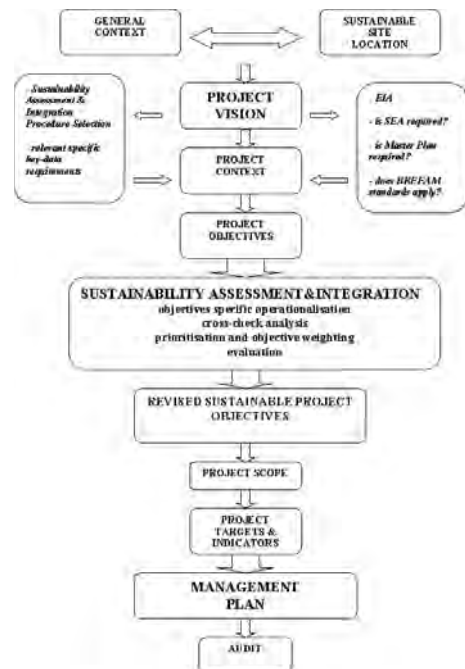 GENERAL
CONTEXT
SUSTAINABLE
SITE
LOCATION
- Sustainability
Assessment &
Integration
Procedure Selection
- relevant specific
key-data
requirements
PROJECT
VISION
- EIA
- is SEA required?
- is Master Plan
required?
- does BREEAM
standards apply?
PROJECT
CONTEXT
PROJECT
OBJECTIVES
SUSTAINABILITY ASSESSMENT&INTEGRATION
objectives specific operationalisation
cross-check analysis
prioritisation and objective weighting
evaluation
REVISED SUSTAINABLE PROJECT
OBJECTIVES
PROJECT SCOPE
PROJECT
TARGETS &
INDICATORS
MANAGEMENT
PLAN
AUDIT